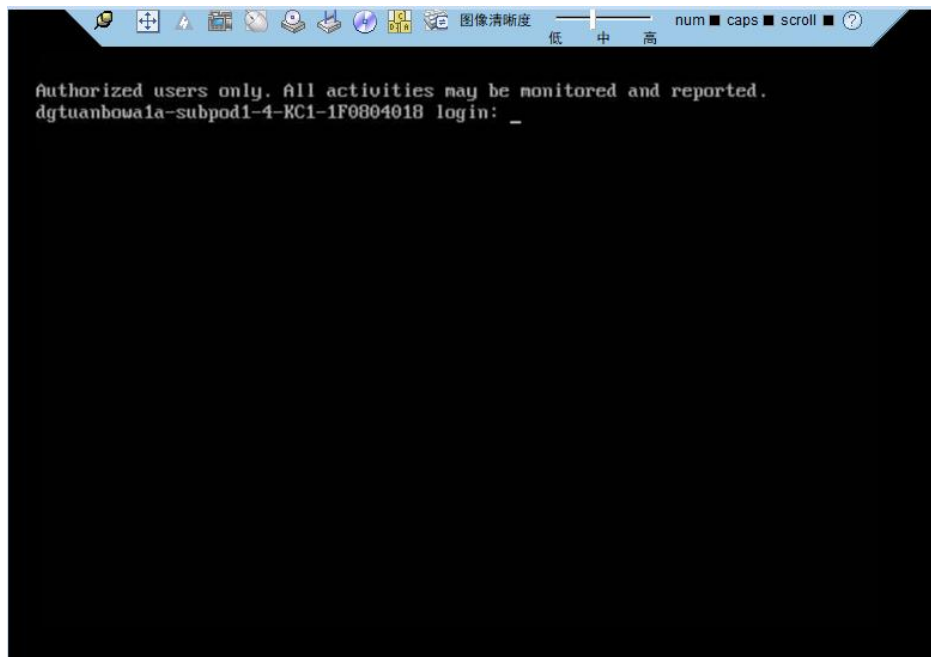 图像清晰度
低 中 高
num caps scroll ?
Authorized users only. All activities may be monitored and reported.
dgtuanbowa1a-subpod1-4-KC1-1F0804018 login: _